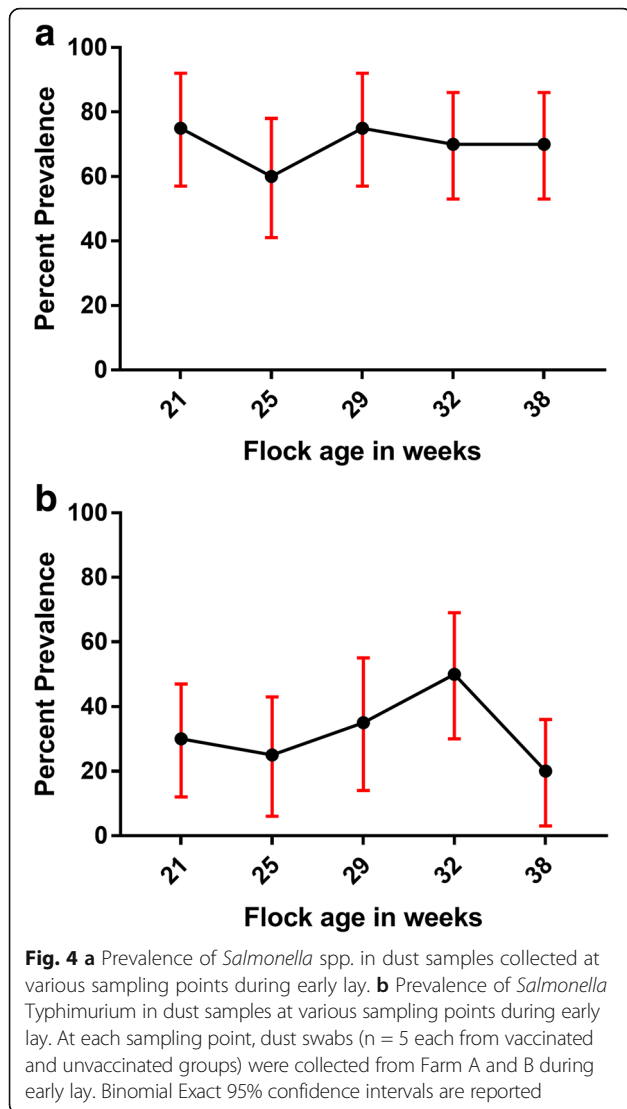 a
100
80
60
40
20
0
Percent Prevalence
21 25 29 32 38
Flock age in weeks
b
100
80
60
40
20
0
Percent Prevalence
21 25 29 32 38
Flock age in weeks
Fig. 4 a Prevalence of Salmonella spp. in dust samples collected at
various sampling points during early lay. b Prevalence of Salmonella
Typhimurium in dust samples at various sampling points during early
lay. At each sampling point, dust swabs (n = 5 each from vaccinated
and unvaccinated groups) were collected from Farm A and B during
early lay. Binomial Exact 95% confidence intervals are reported